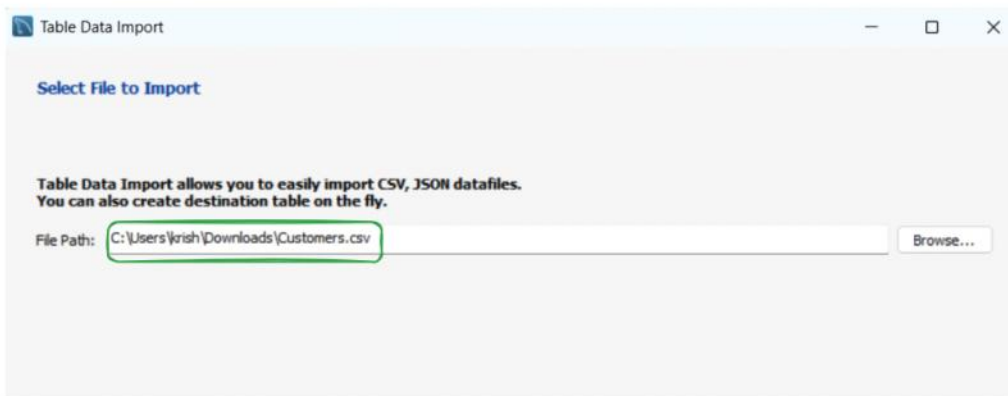 Table Data Import
Select File to Import
Table Data Import allows you to easily import CSV, JSON datafiles.
You can also create destination table on the fly.
File Path: C:\Users\krish\Downloads\Customers.csv Browse...